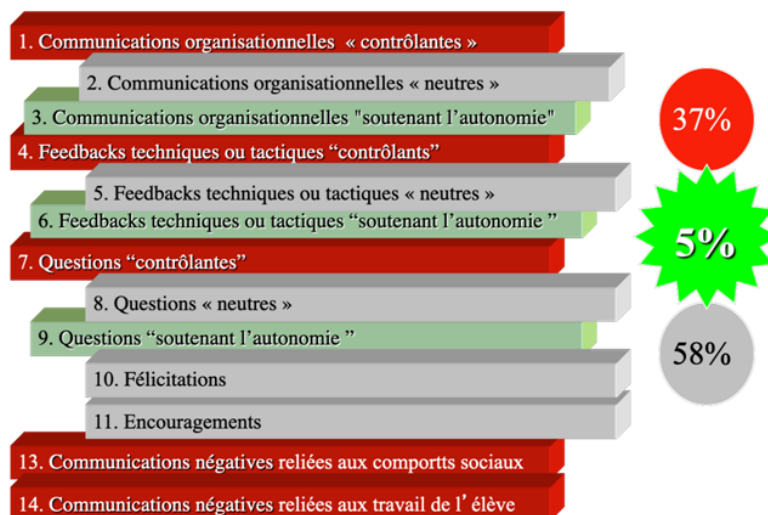 1. Communications organisationnelles « contrôlantes »
2. Communications organisationnelles « neutres »
3. Communications organisationnelles "soutenant l’autonomie"
4. Feedbacks techniques ou tactiques “contrôlants”
5. Feedbacks techniques ou tactiques « neutres »
6. Feedbacks techniques ou tactiques “soutenant l’autonomie ”
7. Questions “contrôlantes”
8. Questions « neutres »
9. Questions “soutenant l’autonomie ”
10. Félicitations
11. Encouragements
13. Communications négatives reliées aux comportts sociaux
14. Communications négatives reliées aux travail de l’ élève
37%
5%
58%